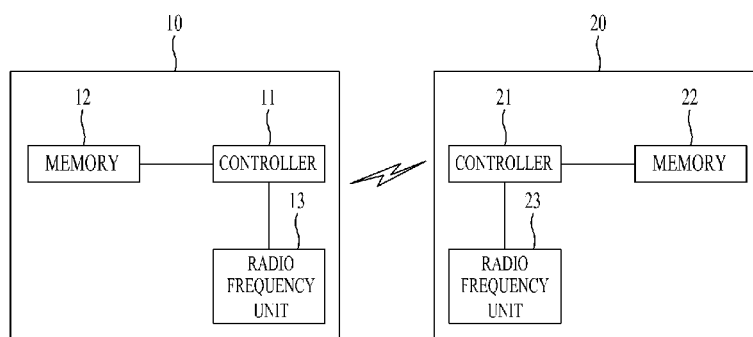 10
20
12
11
21
22
MEMORY
CONTROLLER
CONTROLLER
MEMORY
13
23
RADIO
FREQUENCY
UNIT
RADIO
FREQUENCY
UNIT